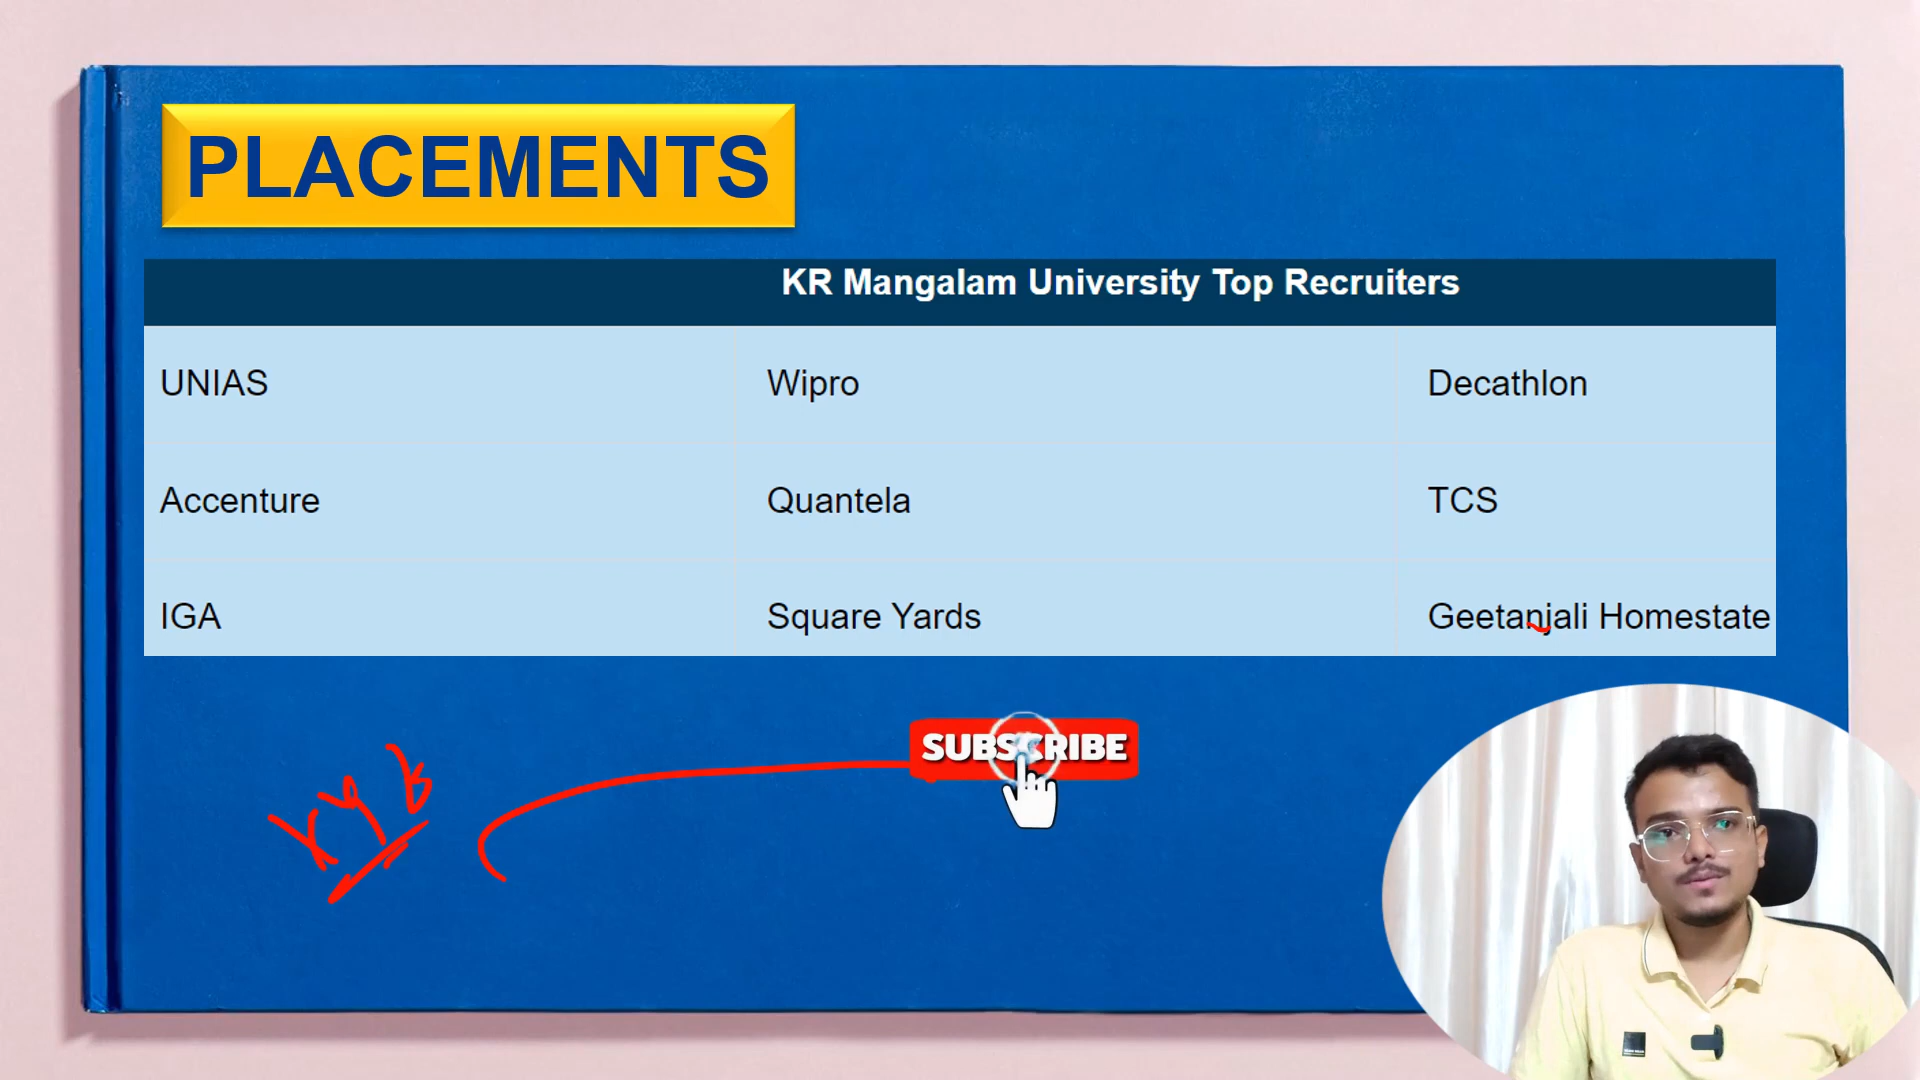 PLACEMENTS
KR Mangalam University Top Recruiters
UNIAS Wipro Decathlon
Accenture Quantela TCS
IGA Square Yards Geetanjali Homestate
SUBSCRIBE